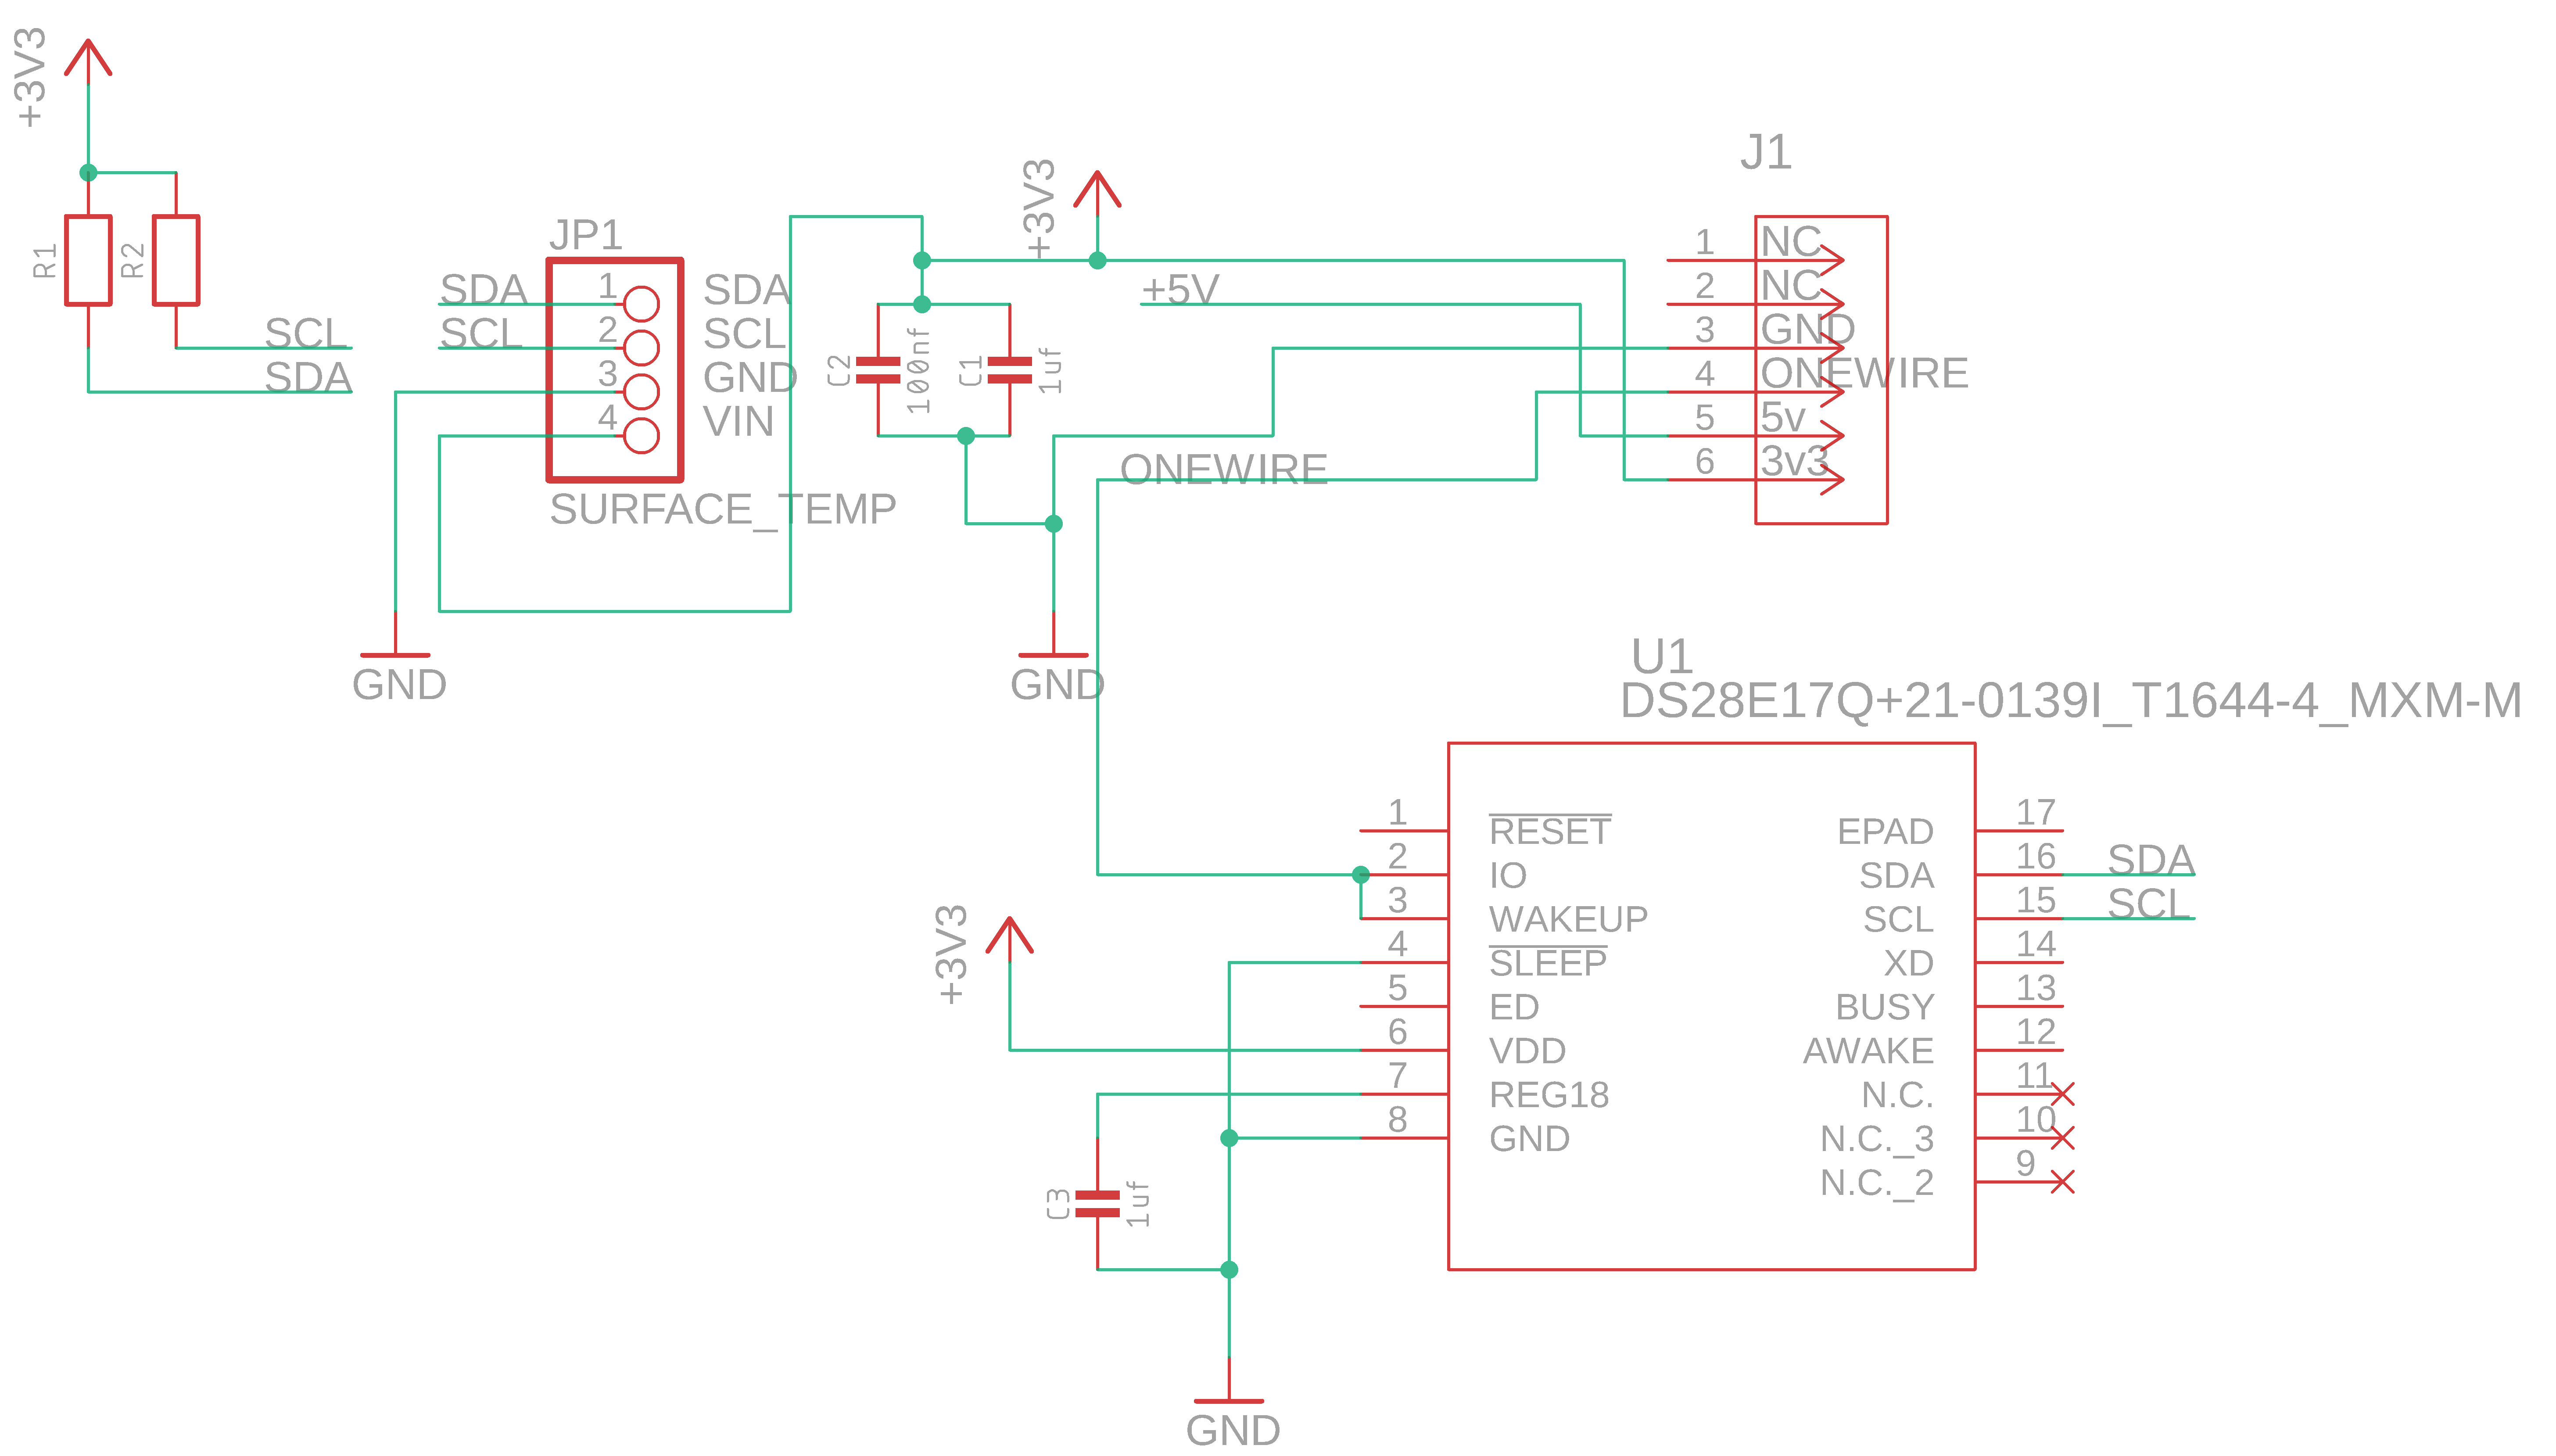 +3V3
R1
R2
SCL
SDA
JP1
SDA
SCL
1
2
3
4
SDA
SCL
GND
VIN
SURFACE_TEMP
GND
+3V3
C2
100nf
C1
1uf
+5V
ONEWIRE
GND
J1
1 NC
2 NC
3 GND
4 ONEWIRE
5 5v
6 3v3
U1
DS28E17Q+21-0139I_T1644-4_MXM-M
1 RESET EPAD 17
2 IO SDA 16 SDA
3 WAKEUP SCL 15 SCL
4 SLEEP XD 14
5 ED BUSY 13
6 VDD AWAKE 12
7 REG18 N.C. 11
8 GND N.C._3 10
N.C._2 9
+3V3
C3
1uf
GND